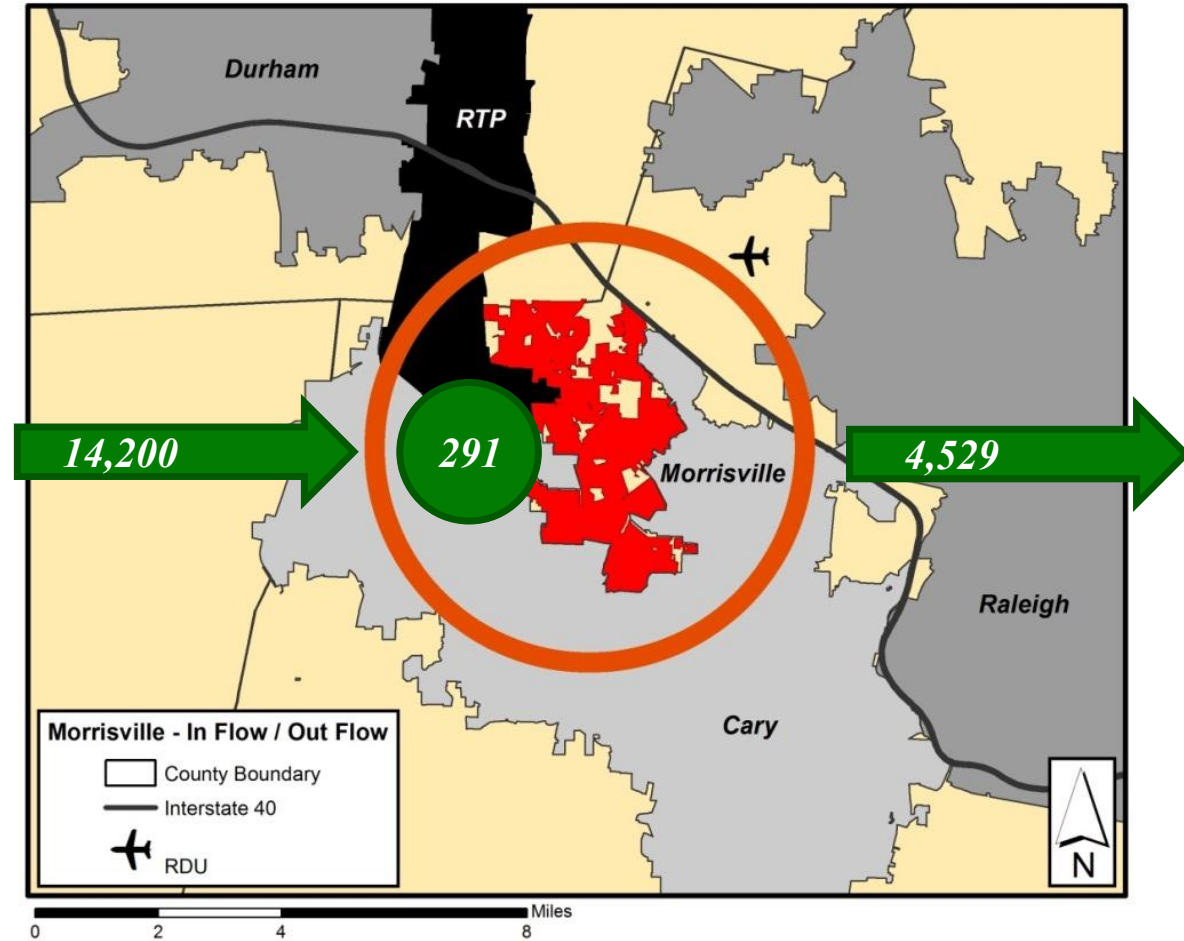 Durham
RTP
14,200
291
4,529
Morrisville
Raleigh
Cary
Morrisville - In Flow / Out Flow
County Boundary
Interstate 40
RDU
N
Miles
0 2 4 8